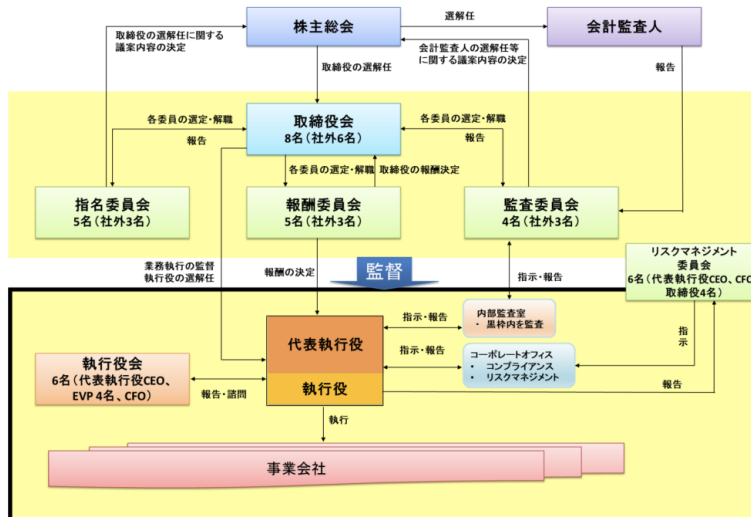 株主総会
選解任
会計監査人
取締役の選解任に関する
議案内容の決定
会計監査人の選解任等
に関する議案内容の決定
取締役の選解任
報告
取締役会
8名(社外6名)
各委員の選定・解職
報告
各委員の選定・解職
報告
各委員の選定・解職
取締役の報酬決定
指名委員会
5名(社外3名)
報酬委員会
5名(社外3名)
監査委員会
4名(社外3名)
リスクマネジメント
委員会
6名(代表執行役CEO、CFO
取締役4名)
業務執行の監督
執行役の選解任
報酬の決定
監督
指示・報告
内部監査室
・ 黒枠内を監査
指示・報告
代表執行役
指示・報告
コーポレートオフィス
・ コンプライアンス
・ リスクマネジメント
指示
執行役会
6名(代表執行役CEO、
EVP 4名、CFO)
執行役
報告・諮問
報告
執行
事業会社